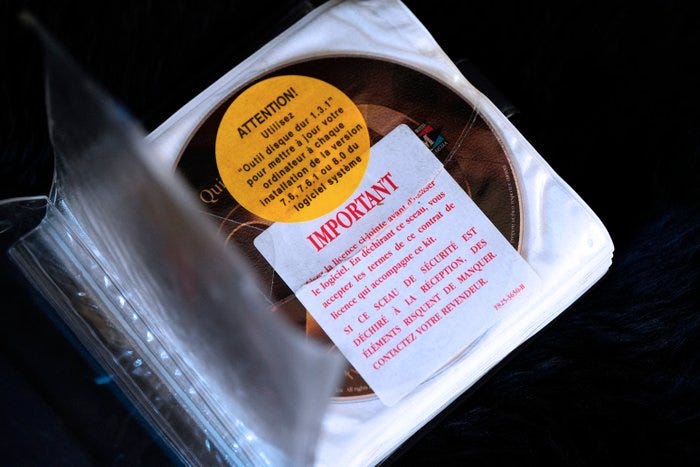 ATTENTION!
Utilisez
"Outil disque dur 1.3.1"
pour mettre à jour votre
ordinateur à chaque
installation de la version
7.6, 7.6.1 ou 8.0 du
logiciel système
Qui
IMPORTANT
la licence ci-jointe avant d'utiliser
le logiciel. En déchirant ce sceau, vous
acceptez les termes de ce contrat de
licence qui accompagne ce kit.
SI CE SCEAU DE SÉCURITÉ EST
DÉCHIRÉ À LA RÉCEPTION, DES
ÉLÉMENTS RISQUENT DE MANQUER.
CONTACTEZ VOTRE REVENDEUR.
All rights